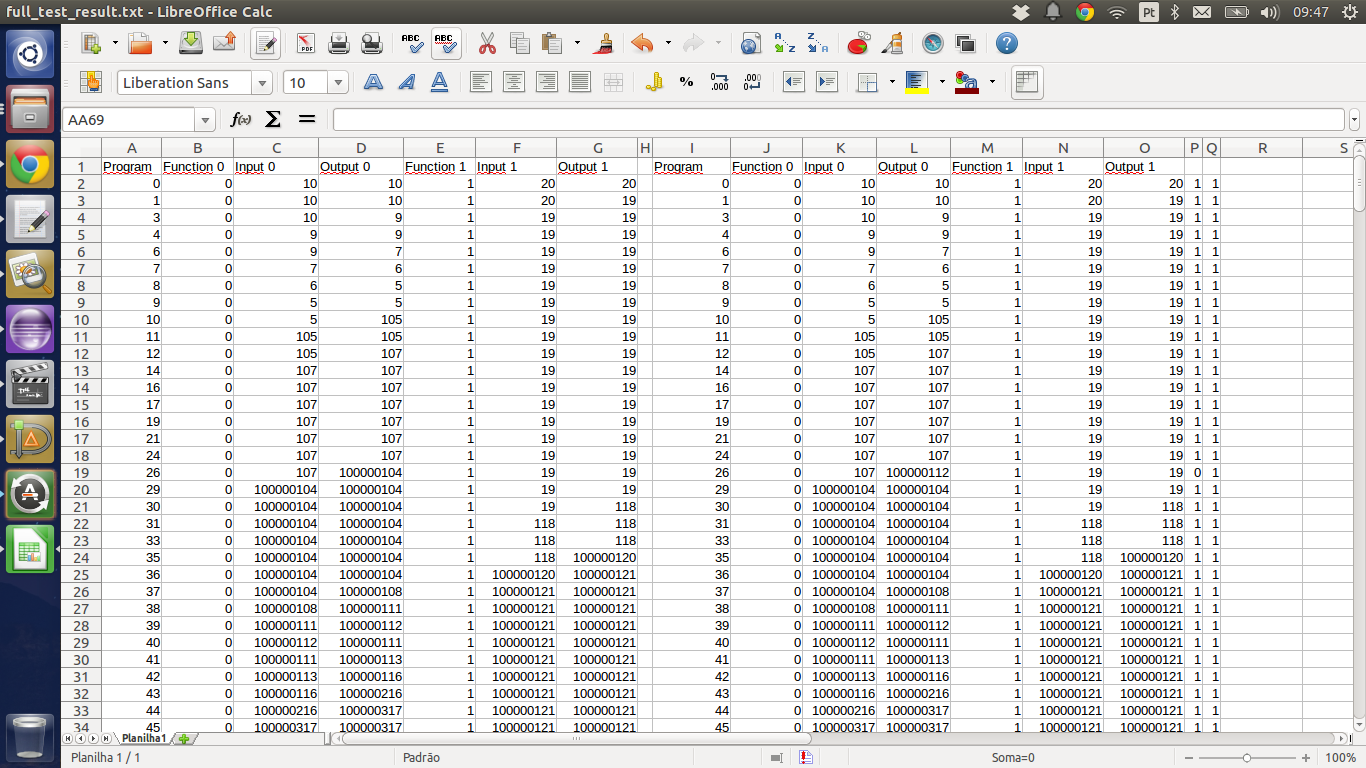 full_test_result.txt - LibreOffice Calc Pt 09:47
Liberation Sans 10
AA69
A B C D E F G H I J K L M N O P Q R S
1 Program Function 0 Input 0 Output 0 Function 1 Input 1 Output 1 Program Function 0 Input 0 Output 0 Function 1 Input 1 Output 1
2 0 0 10 10 1 20 20 0 0 10 10 1 20 20 1 1
3 1 0 10 10 1 20 19 1 0 10 10 1 20 19 1 1
4 3 0 10 9 1 19 19 3 0 10 9 1 19 19 1 1
5 4 0 9 9 1 19 19 4 0 9 9 1 19 19 1 1
6 6 0 9 7 1 19 19 6 0 9 7 1 19 19 1 1
7 7 0 7 6 1 19 19 7 0 7 6 1 19 19 1 1
8 8 0 6 5 1 19 19 8 0 6 5 1 19 19 1 1
9 9 0 5 5 1 19 19 9 0 5 5 1 19 19 1 1
10 10 0 5 105 1 19 19 10 0 5 105 1 19 19 1 1
11 11 0 105 105 1 19 19 11 0 105 105 1 19 19 1 1
12 12 0 105 107 1 19 19 12 0 105 107 1 19 19 1 1
13 14 0 107 107 1 19 19 14 0 107 107 1 19 19 1 1
14 16 0 107 107 1 19 19 16 0 107 107 1 19 19 1 1
15 17 0 107 107 1 19 19 17 0 107 107 1 19 19 1 1
16 19 0 107 107 1 19 19 19 0 107 107 1 19 19 1 1
17 21 0 107 107 1 19 19 21 0 107 107 1 19 19 1 1
18 24 0 107 107 1 19 19 24 0 107 107 1 19 19 1 1
19 26 0 107 100000104 1 19 19 26 0 107 100000112 1 19 19 0 1
20 29 0 100000104 100000104 1 19 19 29 0 100000104 100000104 1 19 19 1 1
21 30 0 100000104 100000104 1 19 118 30 0 100000104 100000104 1 19 118 1 1
22 31 0 100000104 100000104 1 118 118 31 0 100000104 100000104 1 118 118 1 1
23 33 0 100000104 100000104 1 118 118 33 0 100000104 100000104 1 118 118 1 1
24 35 0 100000104 100000104 1 118 100000120 35 0 100000104 100000104 1 118 100000120 1 1
25 36 0 100000104 100000104 1 100000120 100000121 36 0 100000104 100000104 1 100000120 100000121 1 1
26 37 0 100000104 100000108 1 100000121 100000121 37 0 100000104 100000108 1 100000121 100000121 1 1
27 38 0 100000108 100000111 1 100000121 100000121 38 0 100000108 100000111 1 100000121 100000121 1 1
28 39 0 100000111 100000112 1 100000121 100000121 39 0 100000111 100000112 1 100000121 100000121 1 1
29 40 0 100000112 100000111 1 100000121 100000121 40 0 100000112 100000111 1 100000121 100000121 1 1
30 41 0 100000111 100000113 1 100000121 100000121 41 0 100000111 100000113 1 100000121 100000121 1 1
31 42 0 100000113 100000116 1 100000121 100000121 42 0 100000113 100000116 1 100000121 100000121 1 1
32 43 0 100000116 100000216 1 100000121 100000121 43 0 100000116 100000216 1 100000121 100000121 1 1
33 44 0 100000216 100000317 1 100000121 100000121 44 0 100000216 100000317 1 100000121 100000121 1 1
34 45 0 100000317 100000317 1 100000121 100000121 45 0 100000317 100000317 1 100000121 100000121 1 1
Planilha1
Planilha 1 / 1 Padrão Soma=0 100%